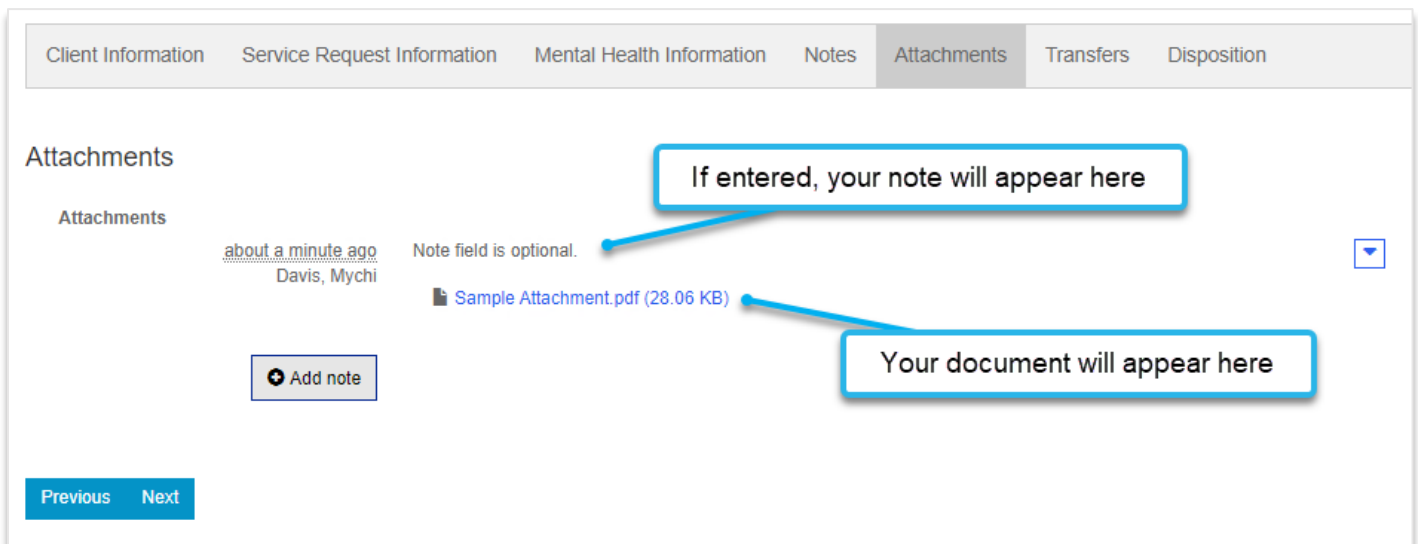 Client Information Service Request Information Mental Health Information Notes Attachments Transfers Disposition
Attachments
If entered, your note will appear here
Attachments
about a minute ago Note field is optional.
Davis, Mychi
Sample Attachment.pdf (28.06 KB)
Your document will appear here
Add note
Previous Next